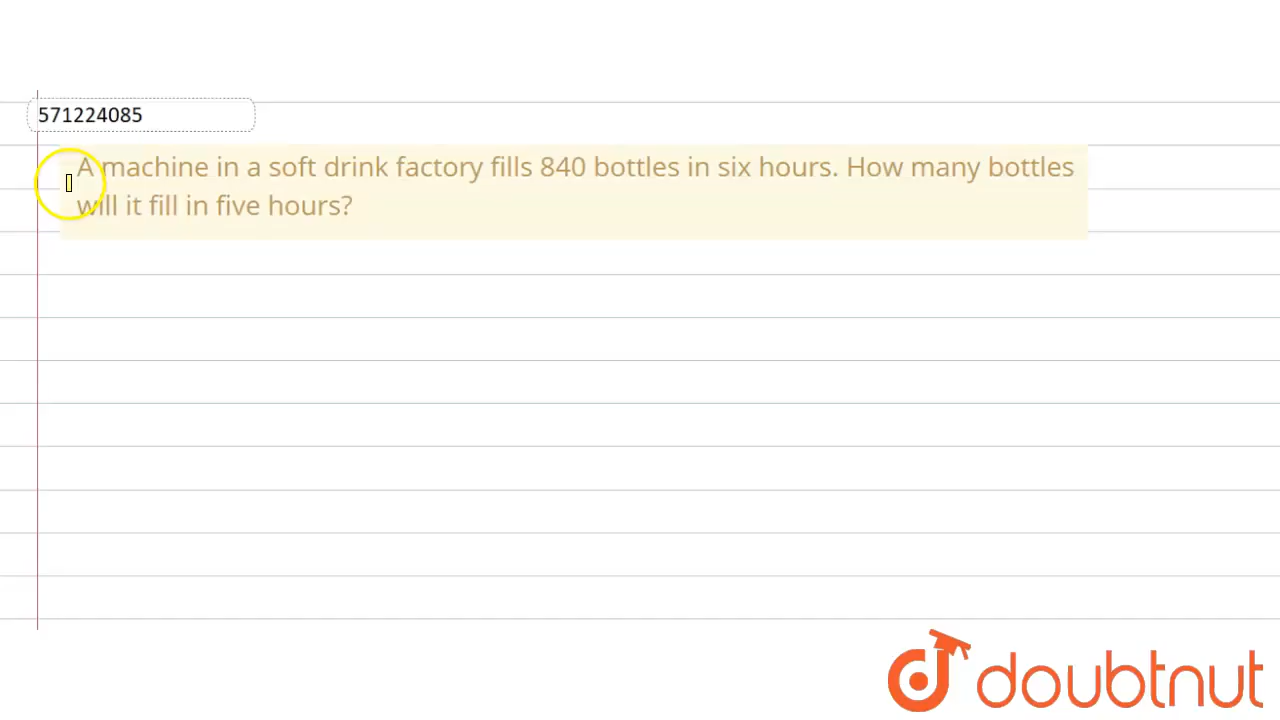 571224085
A machine in a soft drink factory fills 840 bottles in six hours. How many bottles
will it fill in five hours?
doubtnut